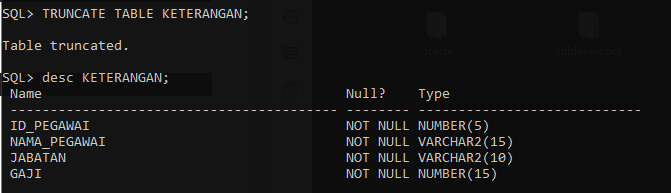 SQL> TRUNCATE TABLE KETERANGAN;
Table truncated.
SQL> desc KETERANGAN;
Name Null? Type
----------------------------------------- -------- ----------------------------
ID_PEGAWAI NOT NULL NUMBER(5)
NAMA_PEGAWAI NOT NULL VARCHAR2(15)
JABATAN NOT NULL VARCHAR2(10)
GAJI NOT NULL NUMBER(15)